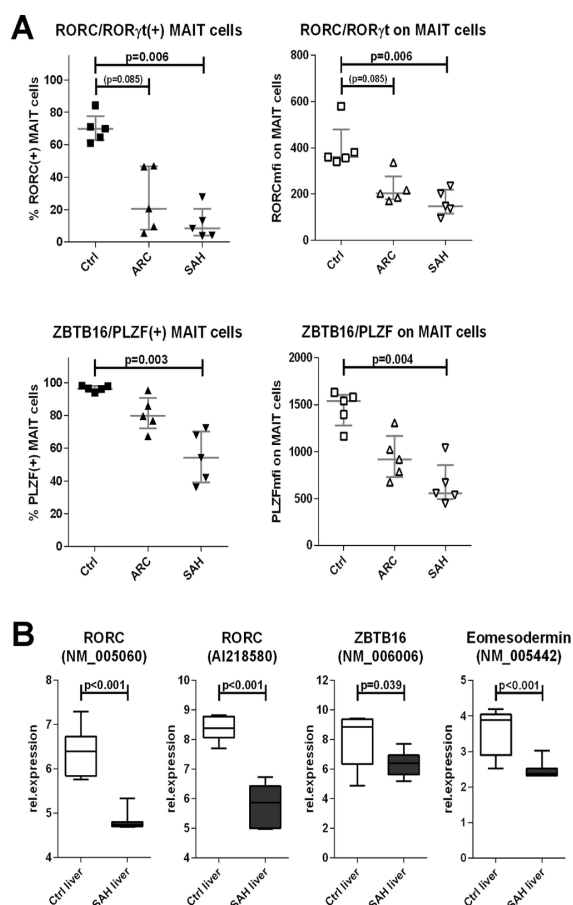 A
RORC/RORγt(+) MAIT cells
p=0.006
(p=0.085)
% RORC(+) MAIT cells
100
80
60
40
20
0
Ctrl
ARC
SAH
RORC/RORγt on MAIT cells
p=0.006
(p=0.085)
RORCmfi on MAIT cells
800
600
400
200
0
Ctrl
ARC
SAH
ZBTB16/PLZF(+) MAIT cells
p=0.003
% PLZF(+) MAIT cells
100
80
60
40
20
0
Ctrl
ARC
SAH
ZBTB16/PLZF on MAIT cells
p=0.004
PLZFmfi on MAIT cells
2000
1500
1000
500
0
Ctrl
ARC
SAH
B
RORC
(NM_005060)
p<0.001
rel.expression
8
7
6
5
4
Ctrl liver
SAH liver
RORC
(AI218580)
p<0.001
rel.expression
10
9
8
7
6
5
4
Ctrl liver
SAH liver
ZBTB16
(NM_006006)
p=0.039
rel.expression
12
10
8
6
4
2
0
Ctrl liver
SAH liver
Eomesodermin
(NM_005442)
p<0.001
rel.expression
5
4
3
2
1
0
Ctrl liver
SAH liver